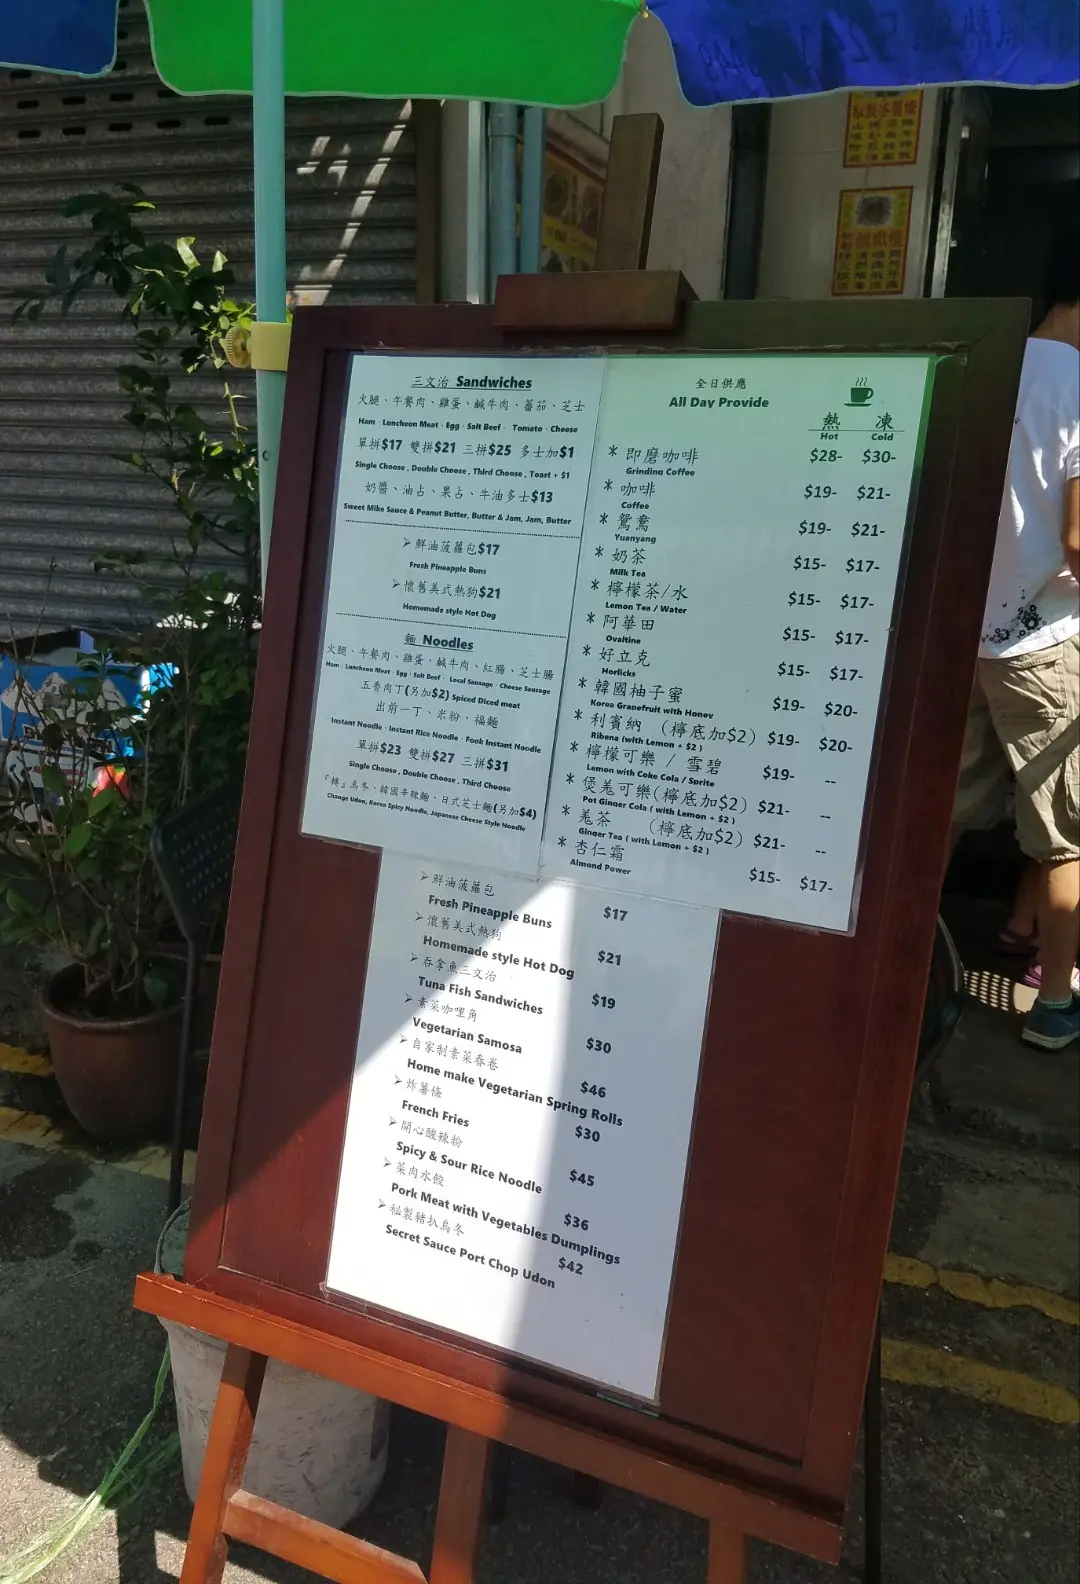 三文治 Sandwiches
火腿、午餐肉、雞蛋、鹹牛肉、蕃茄、芝士
Ham · Luncheon Meat · Egg · Salt Beef · Tomato · Cheese
單拼$17 雙拼$21 三拼$25 多士加$1
Single Choose , Double Choose , Third Choose , Toast + $1
奶醬、油占、果占、牛油多士$13
Sweet Mike Sauce & Peanut Butter, Butter & Jam, Jam, Butter
➢ 鮮油菠蘿包$17
Fresh Pineapple Buns
➢ 懷舊美式熱狗$21
Homemade style Hot Dog
麵 Noodles
火腿、午餐肉、雞蛋、鹹牛肉、紅腸、芝士腸
Ham · Luncheon Meat · Egg · Salt Beef · Local Sausage · Cheese Sausage
五香肉丁(另加$2) Spiced Diced meat
出前一丁、米粉、福麵
Instant Noodle · Instant Rice Noodle · Fook Instant Noodle
單拼$23 雙拼$27 三拼$31
Single Choose , Double Choose , Third Choose
『轉』烏冬、韓國辛辣麵、日式芝士麵(另加$4)
Change Udon, Korea Spicy Noodle, Japanese Cheese Style Noodle
全日供應
All Day Provide
熱 凍
Hot Cold
* 即磨咖啡 $28- $30-
Grinding Coffee
* 咖啡 $19- $21-
Coffee
* 鴛鴦 $19- $21-
Yuanyang
* 奶茶 $15- $17-
Milk Tea
* 檸檬茶/水 $15- $17-
Lemon Tea / Water
* 阿華田 $15- $17-
Ovaltine
* 好立克 $15- $17-
Horlicks
* 韓國柚子蜜 $19- $20-
Korea Grapefruit with Honey
* 利賓納 (檸底加$2) $19- $20-
Ribena (with Lemon + $2 )
* 檸檬可樂 / 雪碧 $19- --
Lemon with Coke Cola / Sprite
* 煲羗可樂(檸底加$2) $21- --
Pot Ginger Cola ( with Lemon + $2 )
* 羗茶 (檸底加$2) $21- --
Ginger Tea ( with Lemon + $2 )
* 杏仁霜 $15- $17-
Almond Power
➢ 鮮油菠蘿包
Fresh Pineapple Buns $17
➢ 懷舊美式熱狗
Homemade style Hot Dog $21
➢ 吞拿魚三文治
Tuna Fish Sandwiches $19
➢ 素菜咖哩角
Vegetarian Samosa $30
➢ 自家制素菜春卷
Home make Vegetarian Spring Rolls $46
➢ 炸薯條
French Fries $30
➢ 開心酸辣粉
Spicy & Sour Rice Noodle $45
➢ 菜肉水餃
Pork Meat with Vegetables Dumplings $36
➢ 秘製豬扒烏冬
Secret Sauce Port Chop Udon $42